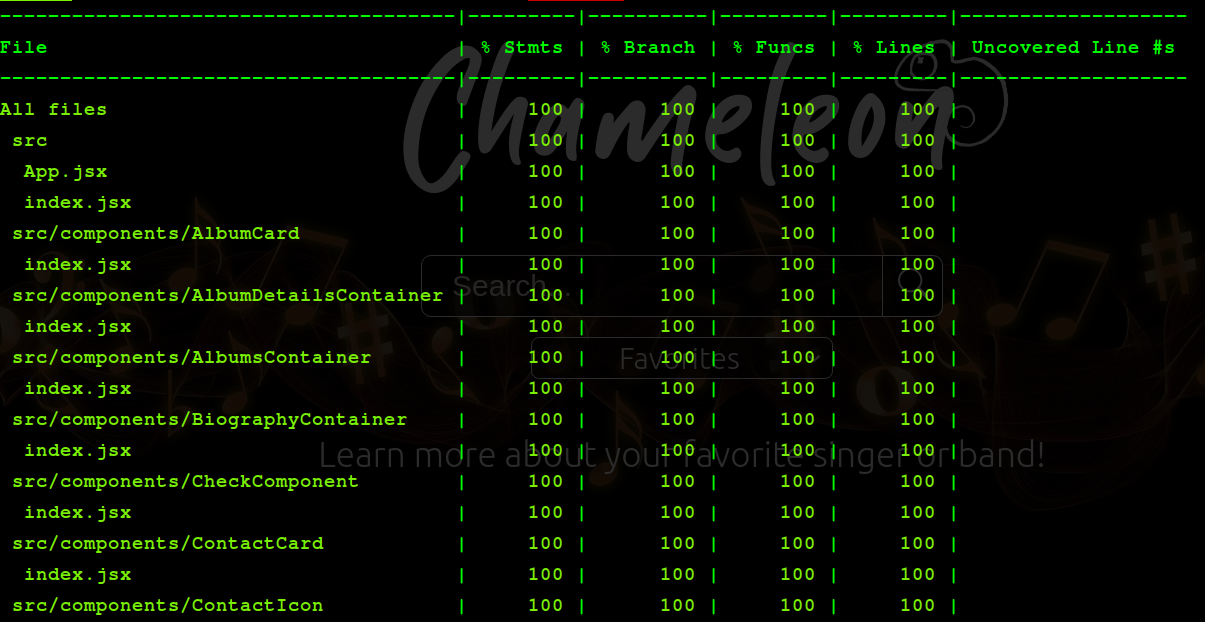 --------------------------------------|---------|----------|---------|---------|-------------------
File                                  | % Stmts | % Branch | % Funcs | % Lines | Uncovered Line #s
--------------------------------------|---------|----------|---------|---------|-------------------
All files                             |     100 |      100 |     100 |     100 |
 src                                  |     100 |      100 |     100 |     100 |
  App.jsx                             |     100 |      100 |     100 |     100 |
  index.jsx                           |     100 |      100 |     100 |     100 |
 src/components/AlbumCard             |     100 |      100 |     100 |     100 |
  index.jsx                           |     100 |      100 |     100 |     100 |
 src/components/AlbumDetailsContainer |     100 |      100 |     100 |     100 |
  index.jsx                           |     100 |      100 |     100 |     100 |
 src/components/AlbumsContainer       |     100 |      100 |     100 |     100 |
  index.jsx                           |     100 |      100 |     100 |     100 |
 src/components/BiographyContainer    |     100 |      100 |     100 |     100 |
  index.jsx                           |     100 |      100 |     100 |     100 |
 src/components/CheckComponent        |     100 |      100 |     100 |     100 |
  index.jsx                           |     100 |      100 |     100 |     100 |
 src/components/ContactCard           |     100 |      100 |     100 |     100 |
  index.jsx                           |     100 |      100 |     100 |     100 |
 src/components/ContactIcon           |     100 |      100 |     100 |     100 |
Chameleon
Search...
Favorites
Learn more about your favorite singer or band!